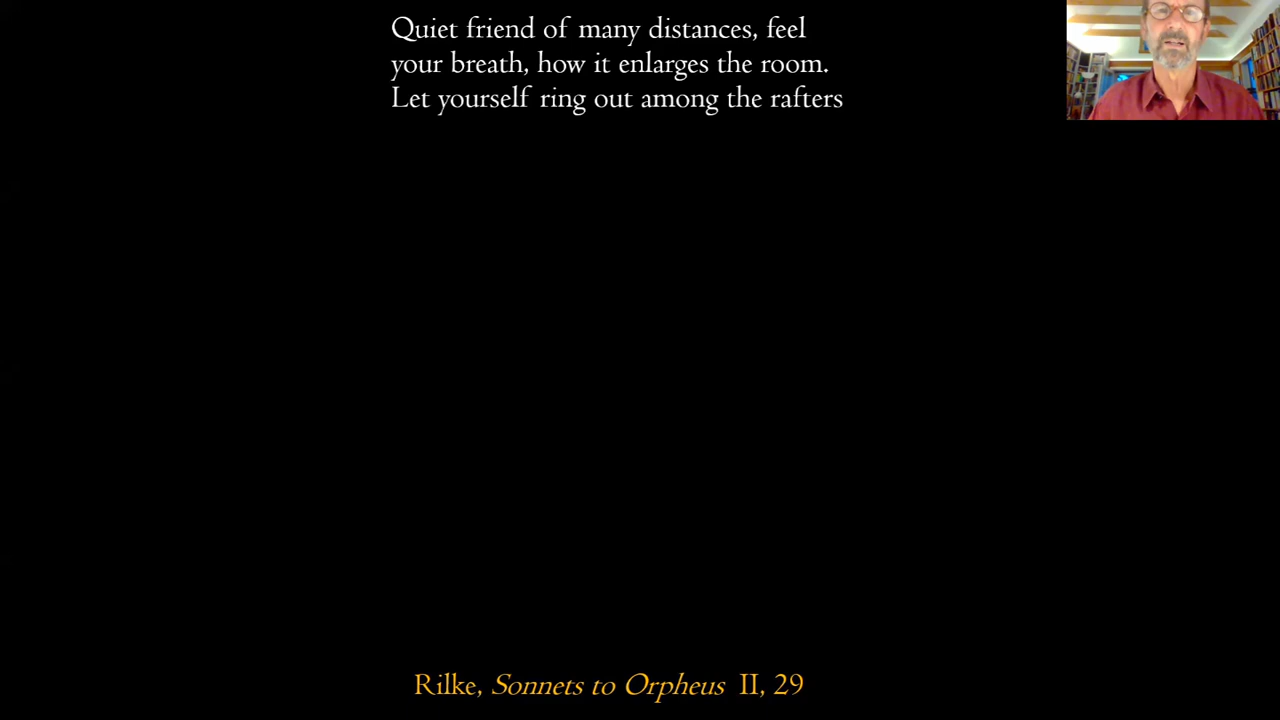 Quiet friend of many distances, feel
your breath, how it enlarges the room.
Let yourself ring out among the rafters
Rilke, Sonnets to Orpheus II, 29